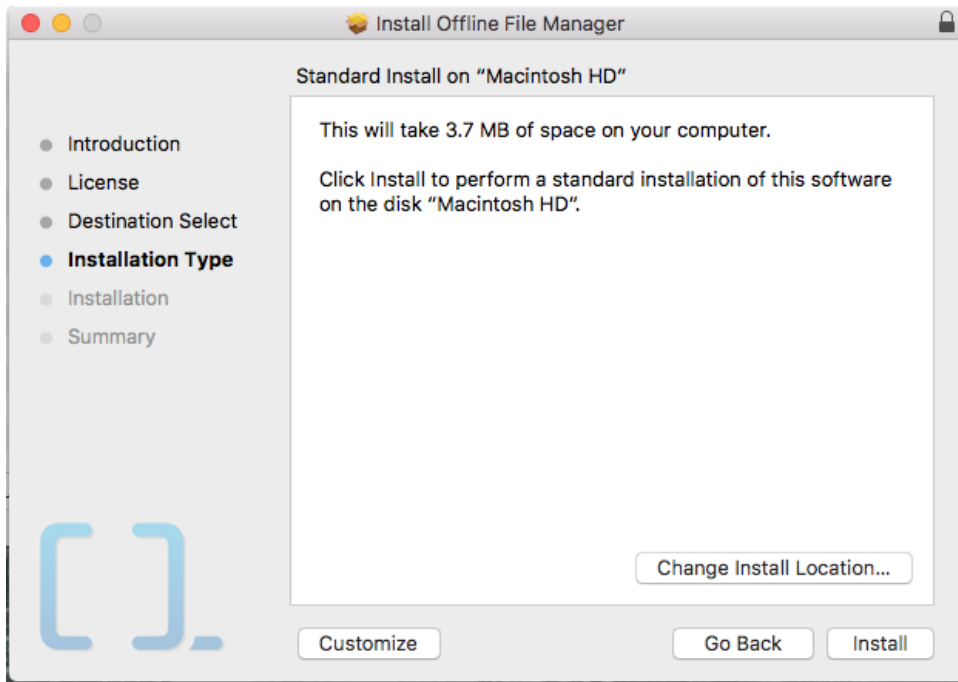 Install Offline File Manager
Standard Install on “Macintosh HD”
Introduction
License
Destination Select
Installation Type
Installation
Summary
This will take 3.7 MB of space on your computer.
Click Install to perform a standard installation of this software
on the disk “Macintosh HD”.
Change Install Location...
Customize
Go Back
Install